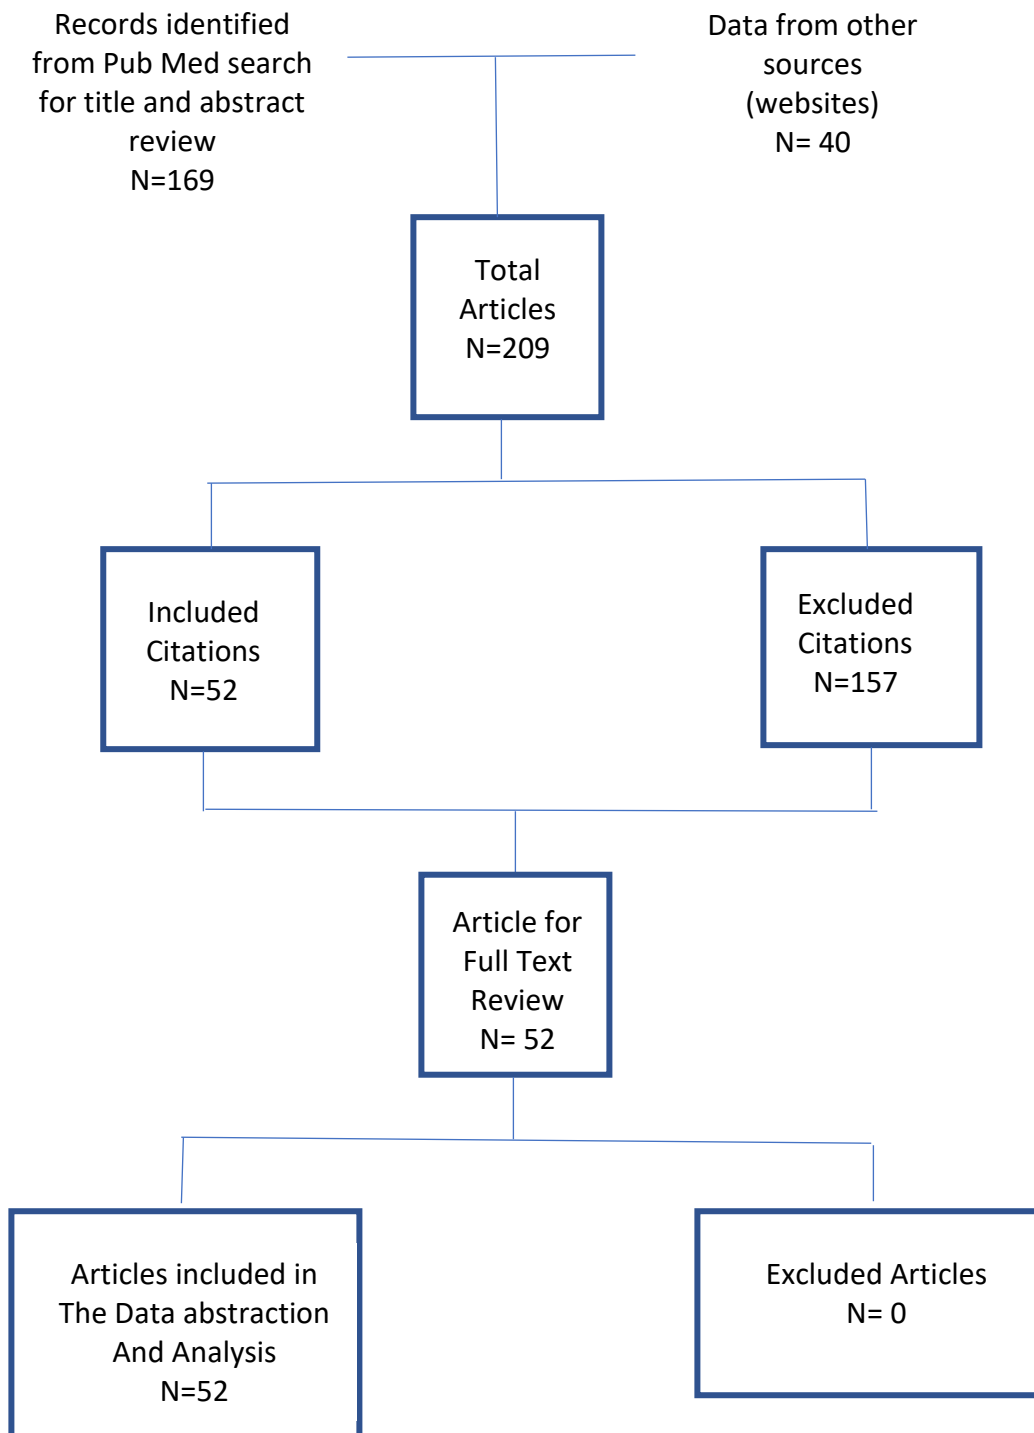 Records identified
from Pub Med search
for title and abstract
review
N=169
Data from other
sources
(websites)
N= 40
Total
Articles
N=209
Included
Citations
N=52
Excluded
Citations
N=157
Article for
Full Text
Review
N= 52
Articles included in
The Data abstraction
And Analysis
N=52
Excluded Articles
N= 0